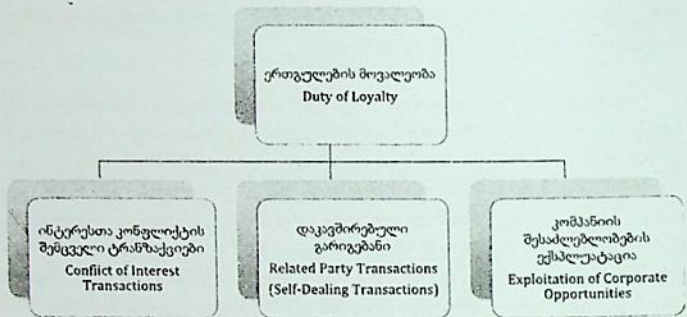 ერთგულების მოვალეობა
Duty of Loyalty
ინტერესთა კონფლიქტის
შემცველი ტრანზაქციები
Conflict of Interest
Transactions
დაკავშირებული
გარიგებანი
Related Party Transactions
(Self-Dealing Transactions)
კომპანიის
შესაძლებლობების
ექსპლუატაცია
Exploitation of Corporate
Opportunities